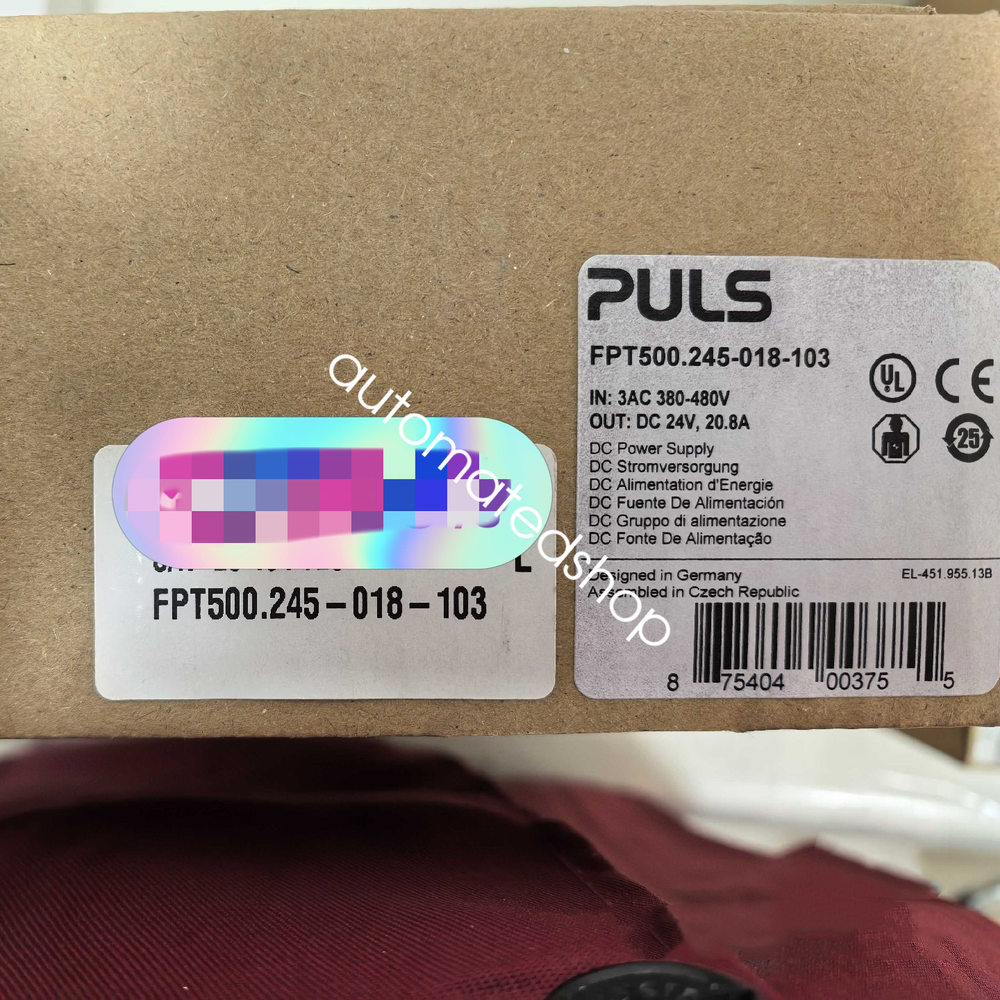 PULS
FPT500.245-018-103
IN: 3AC 380-480V
OUT: DC 24V, 20.8A
DC Power Supply
DC Stromversorgung
DC Alimentation d'Energie
DC Fuente De Alimentación
DC Gruppo di alimentazione
DC Fonte De Alimentação
UL
CE
25
Designed in Germany
Assembled in Czech Republic
EL-451.955.13B
8 75404 00375 5
L
FPT500.245-018-103
automatedshop